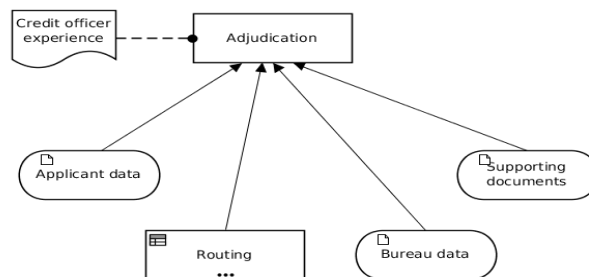 Credit officer
experience
Adjudication
Applicant data
Supporting
documents
Routing
...
Bureau data